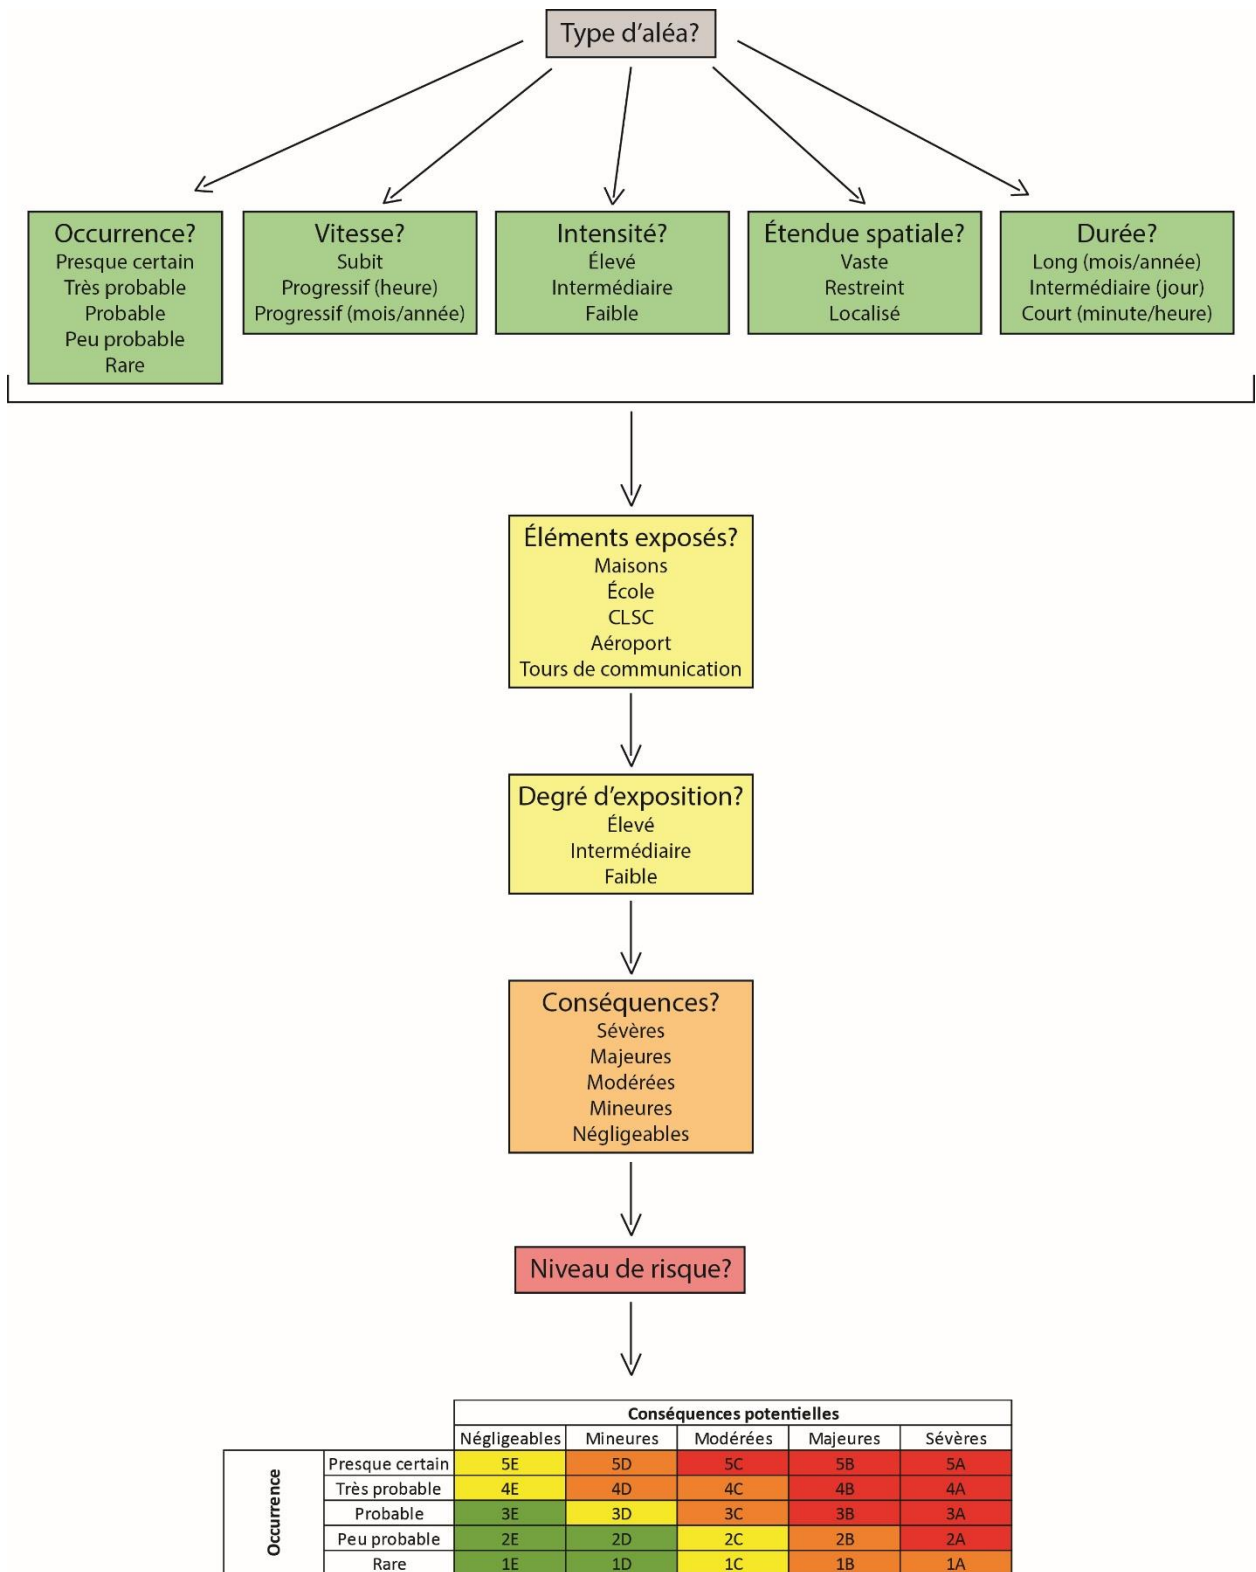 Type d'aléa?
Occurrence?
Presque certain
Très probable
Probable
Peu probable
Rare
Vitesse?
Subit
Progressif (heure)
Progressif (mois/année)
Intensité?
Élevé
Intermédiaire
Faible
Étendue spatiale?
Vaste
Restreint
Localisé
Durée?
Long (mois/année)
Intermédiaire (jour)
Court (minute/heure)
Éléments exposés?
Maisons
École
CLSC
Aéroport
Tours de communication
Degré d'exposition?
Élevé
Intermédiaire
Faible
Conséquences?
Sévères
Majeures
Modérées
Mineures
Négligeables
Niveau de risque?
Conséquences potentielles
Négligeables Mineures Modérées Majeures Sévères
Occurrence
Presque certain 5E 5D 5C 5B 5A
Très probable 4E 4D 4C 4B 4A
Probable 3E 3D 3C 3B 3A
Peu probable 2E 2D 2C 2B 2A
Rare 1E 1D 1C 1B 1A